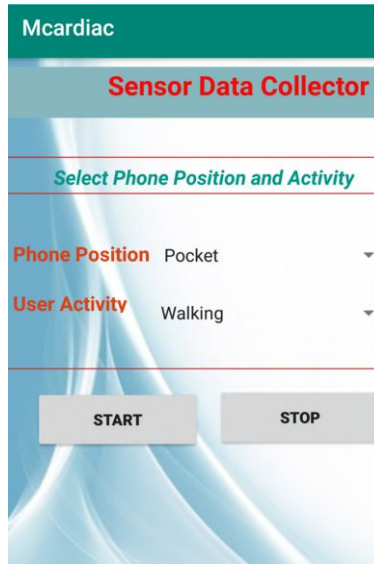 Mcardiac
Sensor Data Collector
Select Phone Position and Activity
Phone Position Pocket
User Activity Walking
START STOP